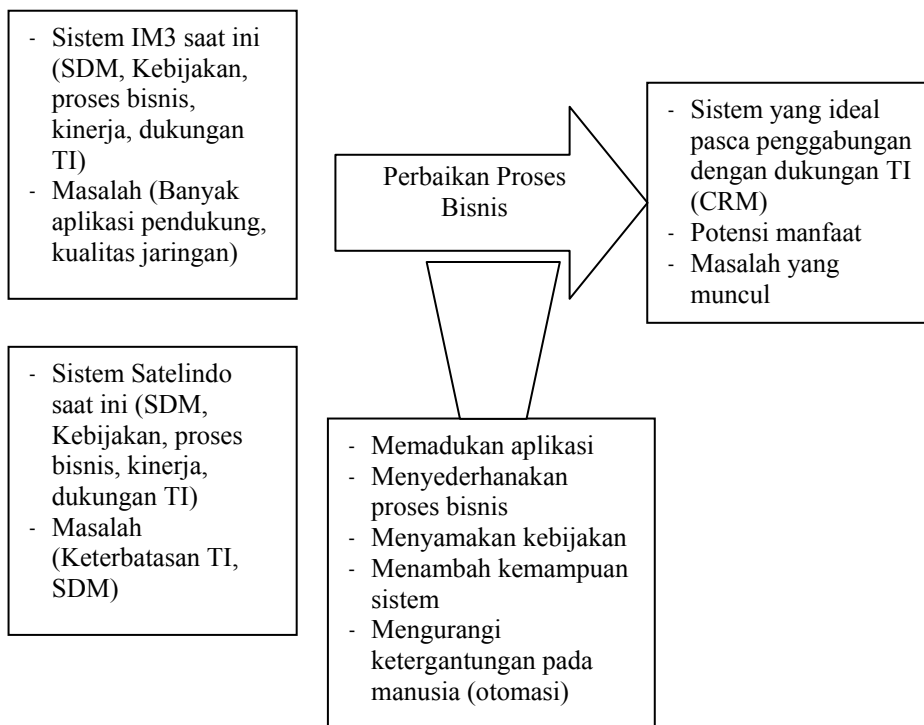 - Sistem IM3 saat ini
(SDM, Kebijakan,
proses bisnis,
kinerja, dukungan
TI)
- Masalah (Banyak
aplikasi pendukung,
kualitas jaringan)
Perbaikan Proses
Bisnis
- Sistem yang ideal
pasca penggabungan
dengan dukungan TI
(CRM)
- Potensi manfaat
- Masalah yang
muncul
- Sistem Satelindo
saat ini (SDM,
Kebijakan, proses
bisnis, kinerja,
dukungan TI)
- Masalah
(Keterbatasan TI,
SDM)
- Memadukan aplikasi
- Menyederhanakan
proses bisnis
- Menyamakan kebijakan
- Menambah kemampuan
sistem
- Mengurangi
ketergantungan pada
manusia (otomasi)